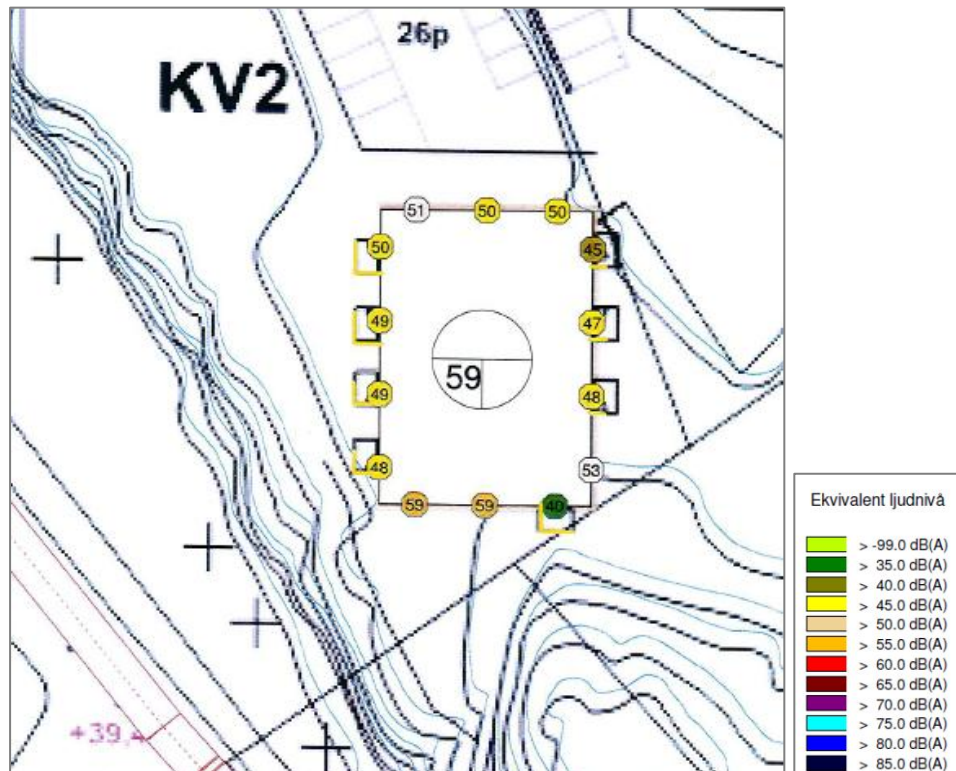 26p
KV2
51 50 50
50 45
49 47
59
49 48
48 53
59 59 40
+39,4
Ekvivalent ljudnivå
> -99.0 dB(A)
> 35.0 dB(A)
> 40.0 dB(A)
> 45.0 dB(A)
> 50.0 dB(A)
> 55.0 dB(A)
> 60.0 dB(A)
> 65.0 dB(A)
> 70.0 dB(A)
> 75.0 dB(A)
> 80.0 dB(A)
> 85.0 dB(A)